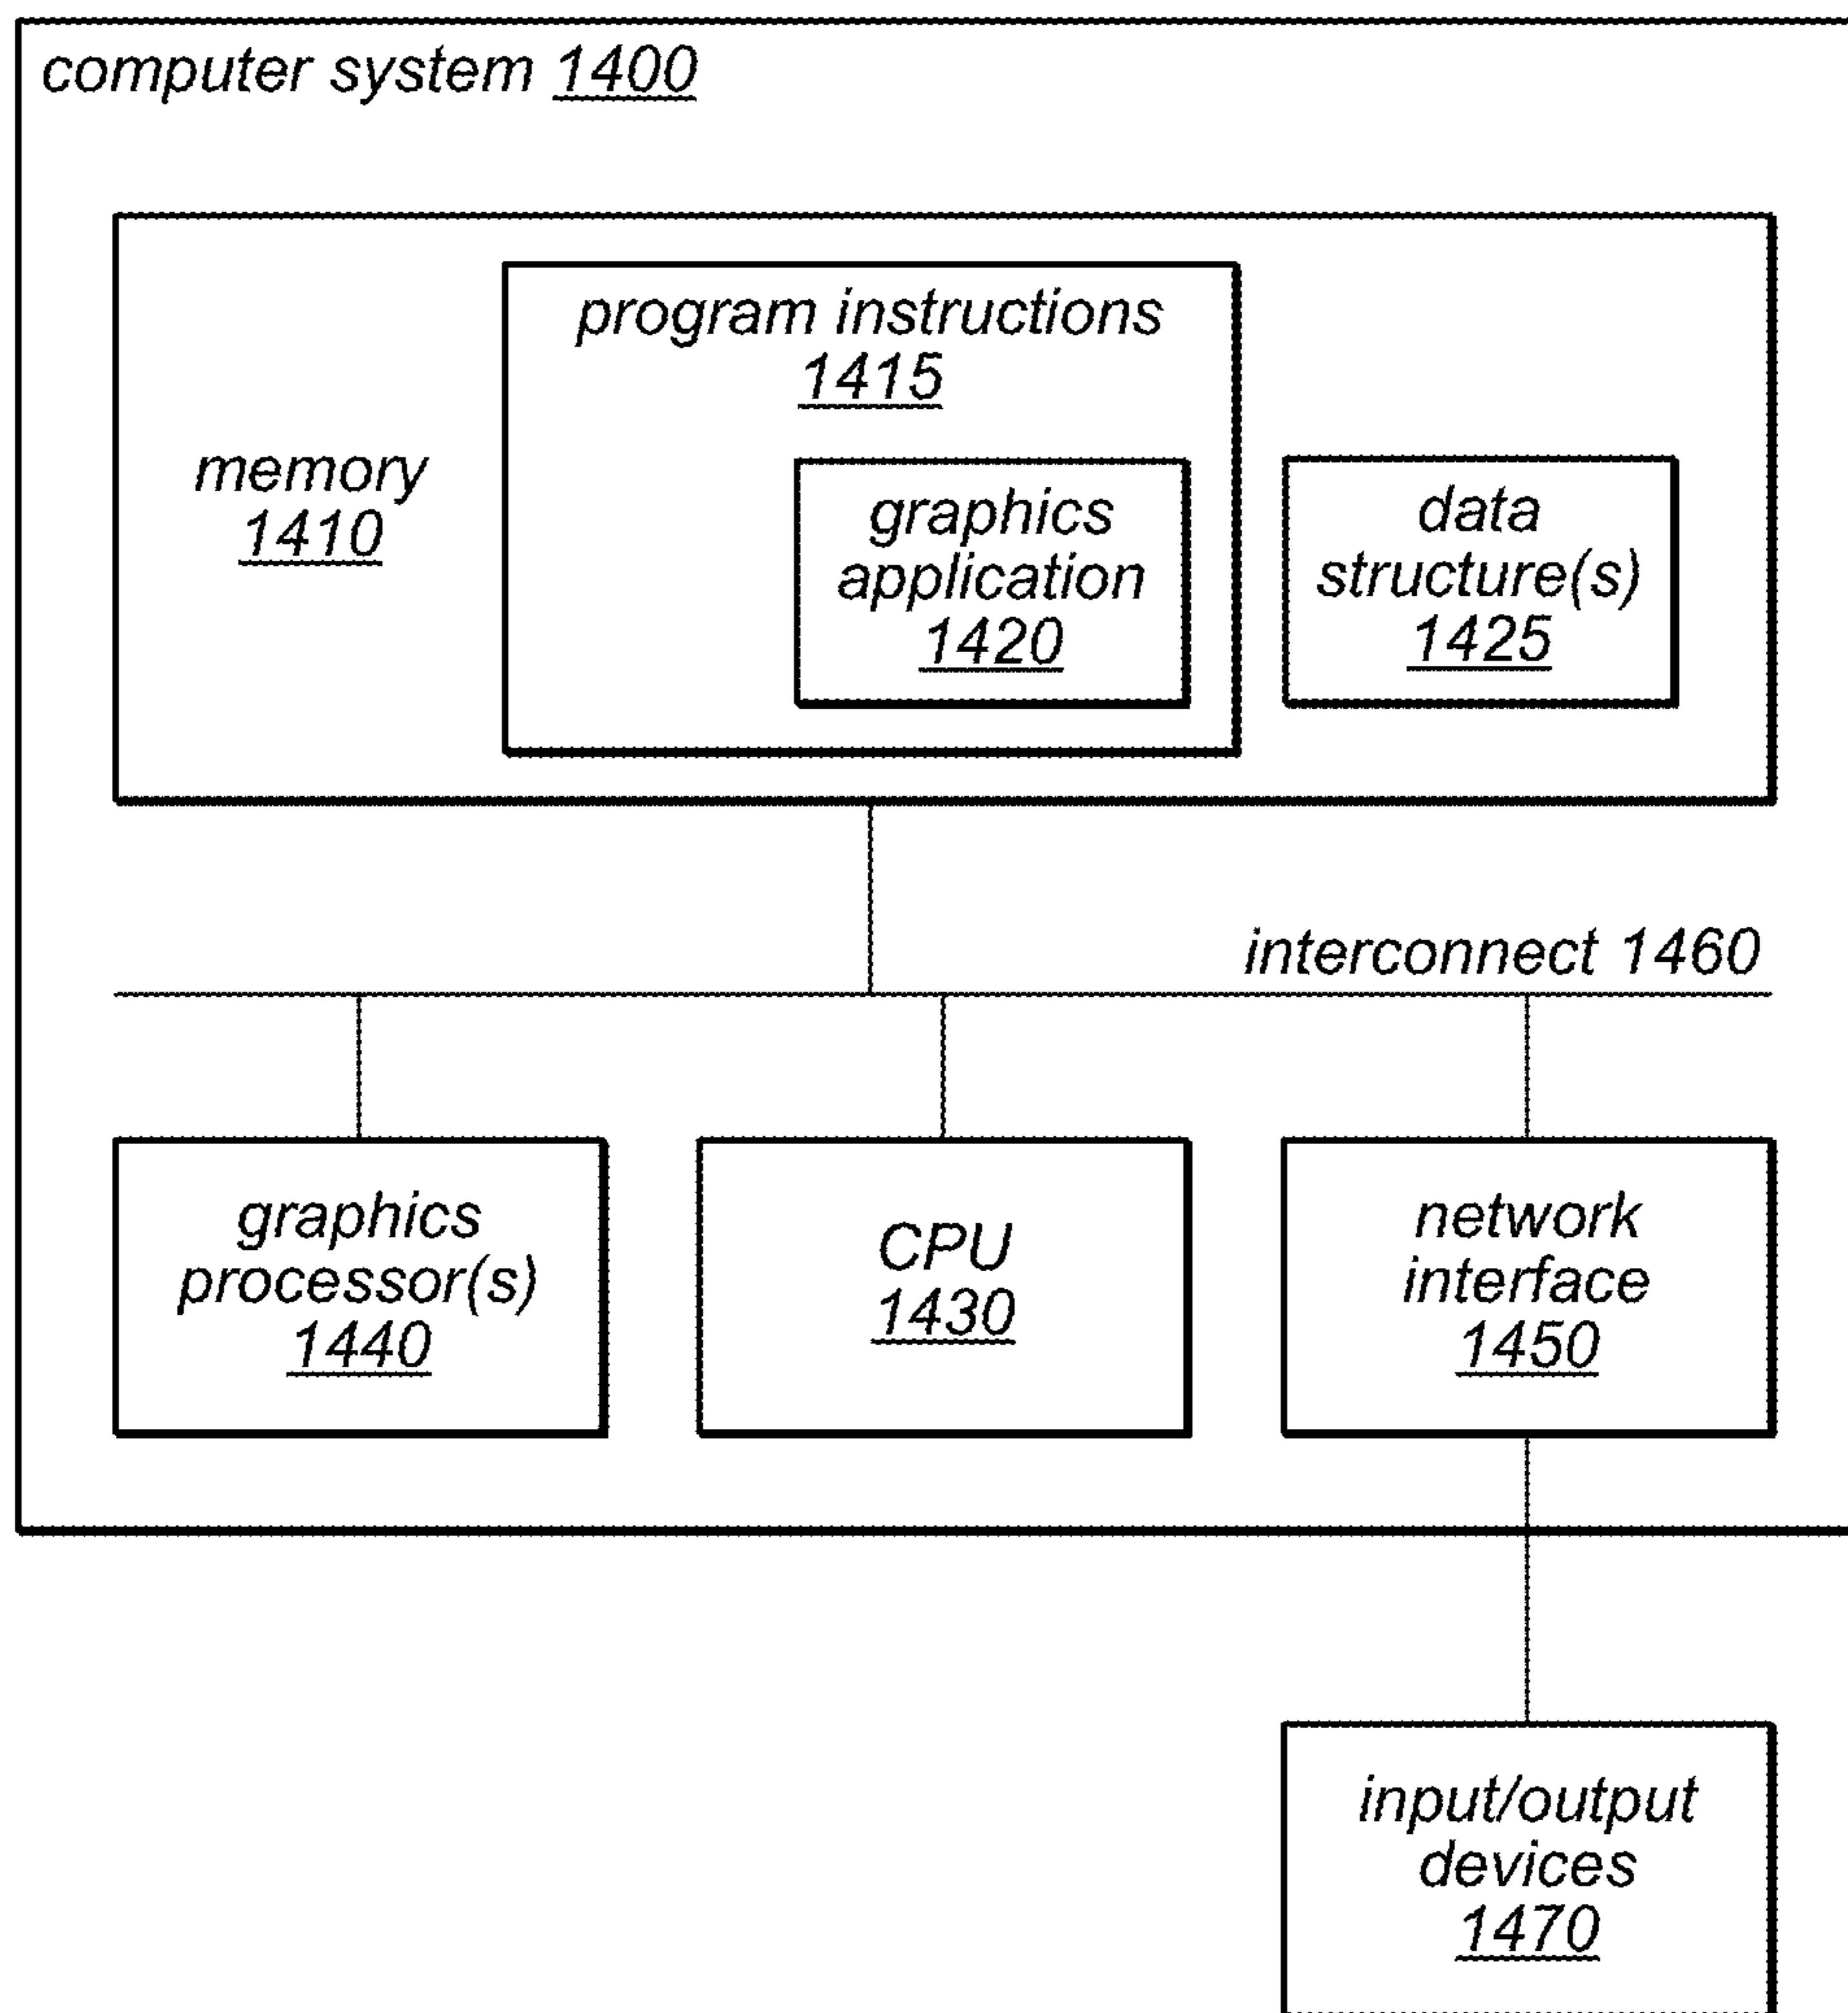 computer system 1400
program instructions
1415
memory
1410
graphics
application
1420
data
structure(s)
1425
interconnect 1460
graphics
processor(s)
1440
CPU
1430
network
interface
1450
input/output
devices
1470